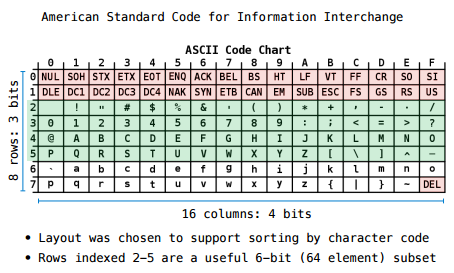 American Standard Code for Information Interchange
ASCII Code Chart
0 1 2 3 4 5 6 7 8 9 A B C D E F
0 NUL SOH STX ETX EOT ENQ ACK BEL BS HT LF VT FF CR SO SI
1 DLE DC1 DC2 DC3 DC4 NAK SYN ETB CAN EM SUB ESC FS GS RS US
2 ! " # $ % & ' ( ) * + , - . /
3 0 1 2 3 4 5 6 7 8 9 : ; < = > ?
4 @ A B C D E F G H I J K L M N O
5 P Q R S T U V W X Y Z [ \ ] ^ _
6 ` a b c d e f g h i j k l m n o
7 p q r s t u v w x y z { | } ~ DEL
8 rows: 3 bits
16 columns: 4 bits
• Layout was chosen to support sorting by character code
• Rows indexed 2–5 are a useful 6-bit (64 element) subset